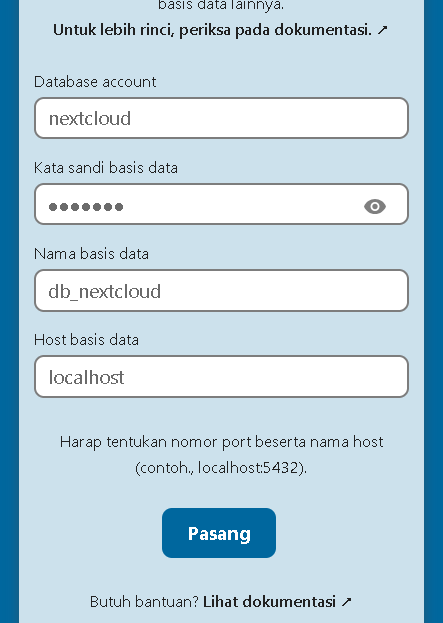 basis data lainnya.
Untuk lebih rinci, periksa pada dokumentasi. ↗
Database account
nextcloud
Kata sandi basis data
●●●●●●●
Nama basis data
db_nextcloud
Host basis data
localhost
Harap tentukan nomor port beserta nama host
(contoh., localhost:5432).
Pasang
Butuh bantuan? Lihat dokumentasi ↗